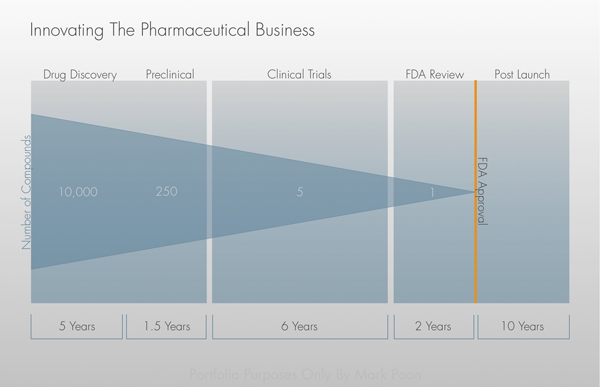 Innovating The Pharmaceutical Business
Drug Discovery
Preclinical
Clinical Trials
FDA Review
Post Launch
Number of Compounds
10,000
250
5
1
FDA Approval
5 Years
1.5 Years
6 Years
2 Years
10 Years
Portfolio Purposes Only By Mark Poon